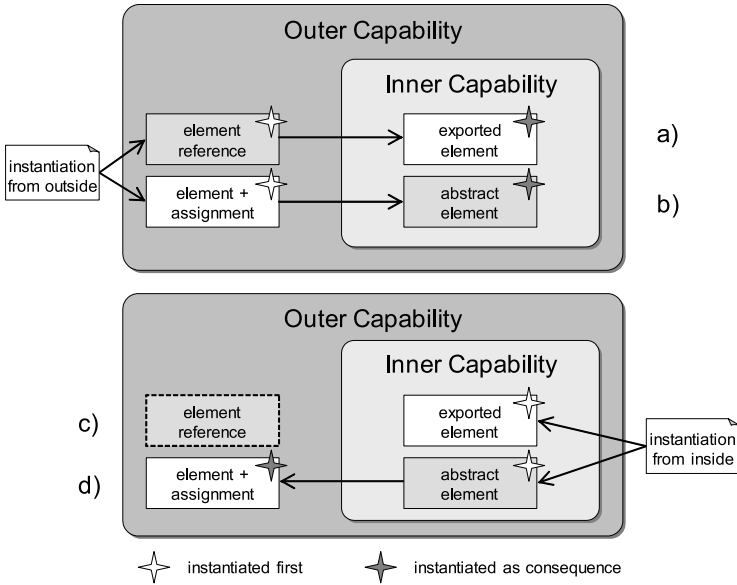 Outer Capability
Inner Capability
element
reference
exported
element
a)
instantiation
from outside
element +
assignment
abstract
element
b)
Outer Capability
Inner Capability
c)
element
reference
exported
element
instantiation
from inside
d)
element +
assignment
abstract
element
instantiated first
instantiated as consequence